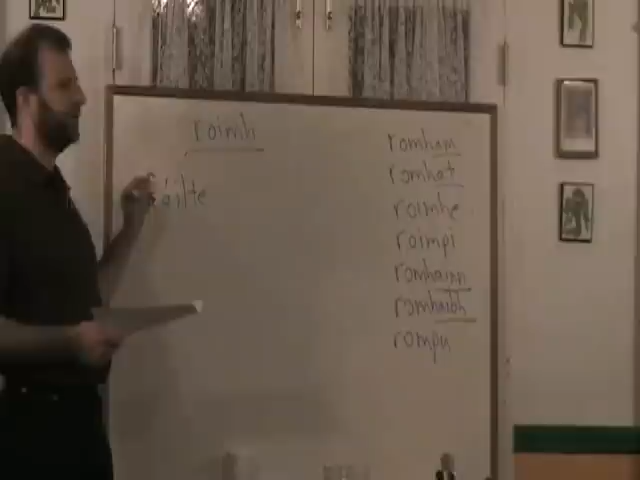 roimh
fáilte
romham
romhat
roimhe
roimpi
romhainn
romhaibh
rompu